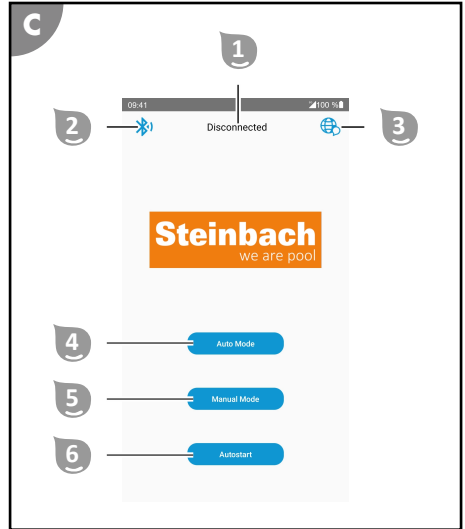 C
1
09:41 100 %
2 Disconnected 3
Steinbach
we are pool
4 Auto Mode
5 Manual Mode
6 Autostart